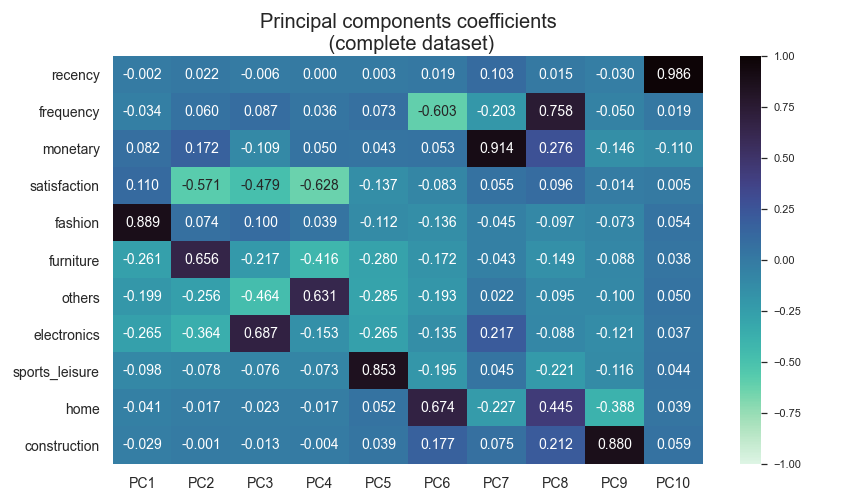 Principal components coefficients
(complete dataset)
recency -0.002 0.022 -0.006 0.000 0.003 0.019 0.103 0.015 -0.030 0.986
frequency -0.034 0.060 0.087 0.036 0.073 -0.603 -0.203 0.758 -0.050 0.019
monetary 0.082 0.172 -0.109 0.050 0.043 0.053 0.914 0.276 -0.146 -0.110
satisfaction 0.110 -0.571 -0.479 -0.628 -0.137 -0.083 0.055 0.096 -0.014 0.005
fashion 0.889 0.074 0.100 0.039 -0.112 -0.136 -0.045 -0.097 -0.073 0.054
furniture -0.261 0.656 -0.217 -0.416 -0.280 -0.172 -0.043 -0.149 -0.088 0.038
others -0.199 -0.256 -0.464 0.631 -0.285 -0.193 0.022 -0.095 -0.100 0.050
electronics -0.265 -0.364 0.687 -0.153 -0.265 -0.135 0.217 -0.088 -0.121 0.037
sports_leisure -0.098 -0.078 -0.076 -0.073 0.853 -0.195 0.045 -0.221 -0.116 0.044
home -0.041 -0.017 -0.023 -0.017 0.052 0.674 -0.227 0.445 -0.388 0.039
construction -0.029 -0.001 -0.013 -0.004 0.039 0.177 0.075 0.212 0.880 0.059
PC1 PC2 PC3 PC4 PC5 PC6 PC7 PC8 PC9 PC10
1.00
0.75
0.50
0.25
0.00
−0.25
−0.50
−0.75
−1.00